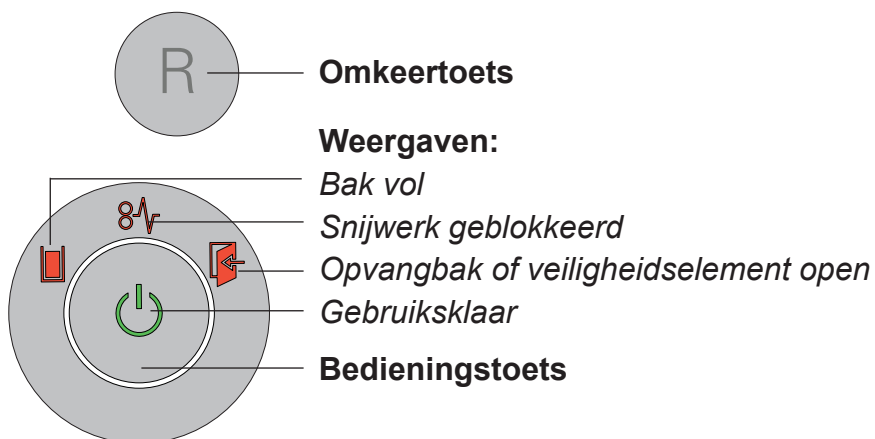 R
Omkeertoets
Weergaven:
Bak vol
Snijwerk geblokkeerd
Opvangbak of veiligheidselement open
Gebruiksklaar
Bedieningstoets